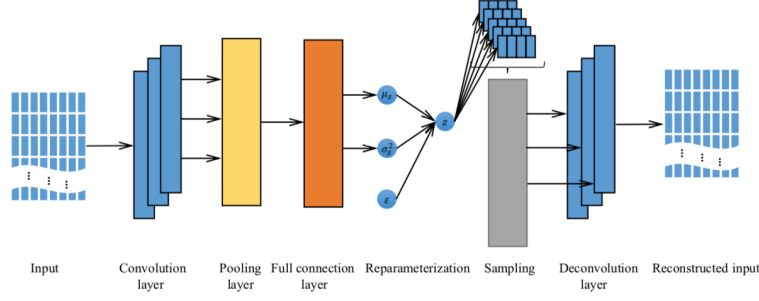 μz
σz²
z
ε
Input
Convolution
layer
Pooling
layer
Full connection
layer
Reparameterization
Sampling
Deconvolution
layer
Reconstructed input